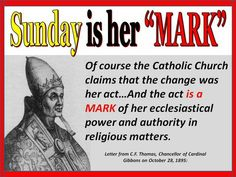 Sunday is her “MARK”
Of course the Catholic Church
claims that the change was
her act...And the act is a
MARK of her ecclesiastical
power and authority in
religious matters.
Letter from C.F. Thomas, Chancellor of Cardinal
Gibbons on October 28, 1895: